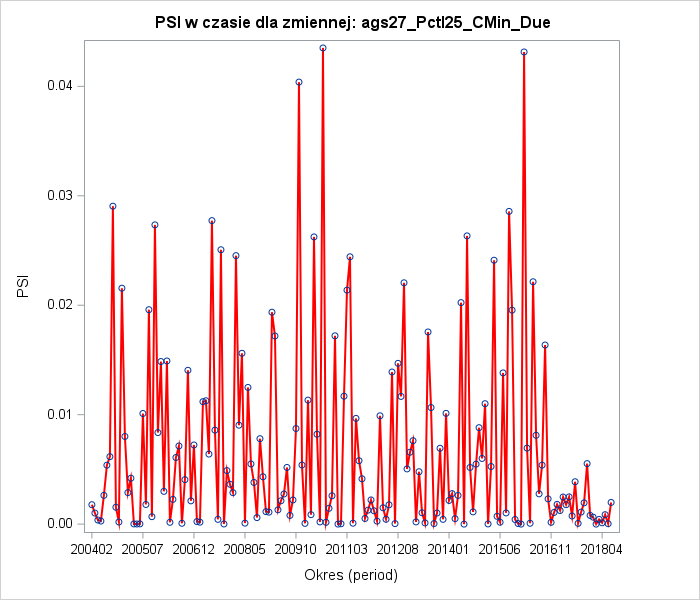 PSI w czasie dla zmiennej: ags27_Pctl25_CMin_Due
0.04
0.03
0.02
0.01
0.00
PSI
200402 200507 200612 200805 200910 201103 201208 201401 201506 201611 201804
Okres (period)